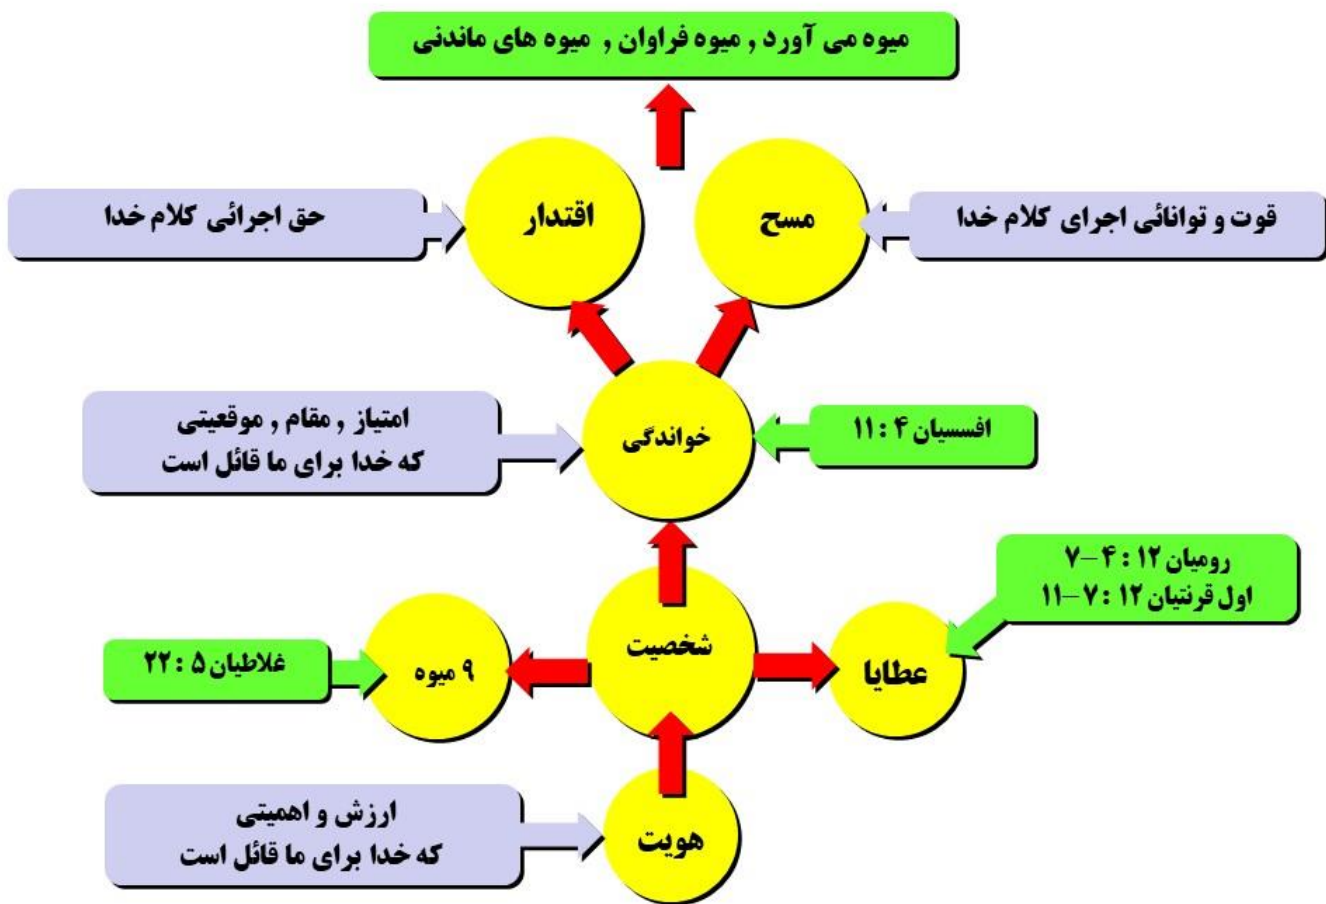 میوه می آورد , میوه فراوان , میوه های ماندنی
مسح
اقتدار
قوت و توانائی اجرای کلام خدا
حق اجرائی کلام خدا
خواندگی
افسسیان ۴ : ۱۱
امتیاز , مقام , موقعیتی
که خدا برای ما قائل است
رومیان ۱۲ : ۴–۷
اول قرنتیان ۱۲ : ۷–۱۱
عطایا
شخصیت
۹ میوه
غلاطیان ۵ : ۲۲
هویت
ارزش و اهمیتی
که خدا برای ما قائل است